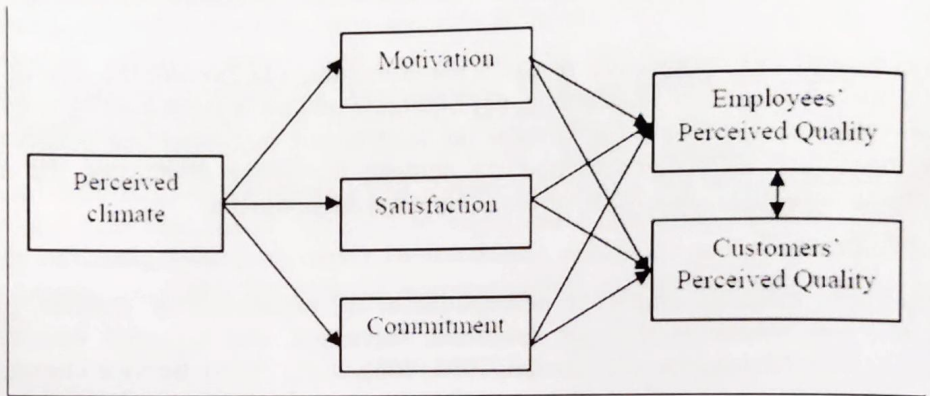 Motivation
Employees`
Perceived Quality
Perceived
climate
Satisfaction
Customers`
Perceived Quality
Commitment